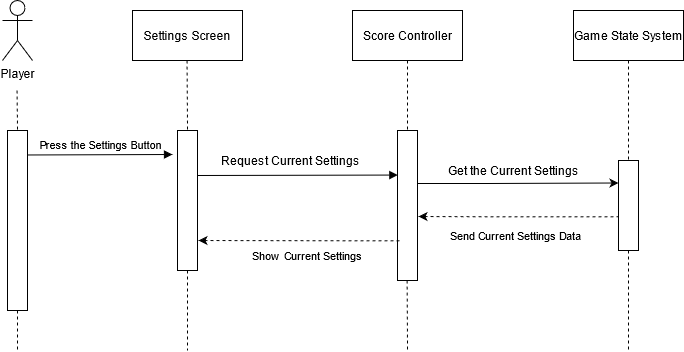 Settings Screen
Score Controller
Game State System
Player
Press the Settings Button
Request Current Settings
Get the Current Settings
Send Current Settings Data
Show Current Settings